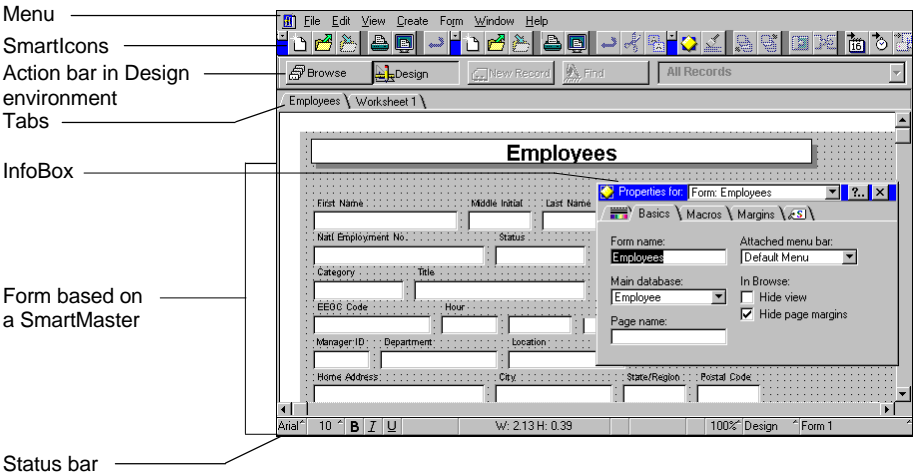 Menu
SmartIcons
Action bar in Design
environment
Tabs
InfoBox
Form based on
a SmartMaster
Status bar
File Edit View Create Form Window Help
16
Browse Design New Record Find All Records
Employees Worksheet 1
Employees
First Name Middle Initial Last Name
Natl Employment No. Status
Category Title
EEOC Code Hour
Manager ID Department Location
Home Address City State/Region Postal Code
Properties for: Form: Employees ?..
Basics Macros Margins S
Form name: Attached menu bar:
Employees Default Menu
Main database: In Browse:
Employee Hide view
Hide page margins
Page name:
Arial 10 B I U W: 2.13 H: 0.39 100% Design Form 1